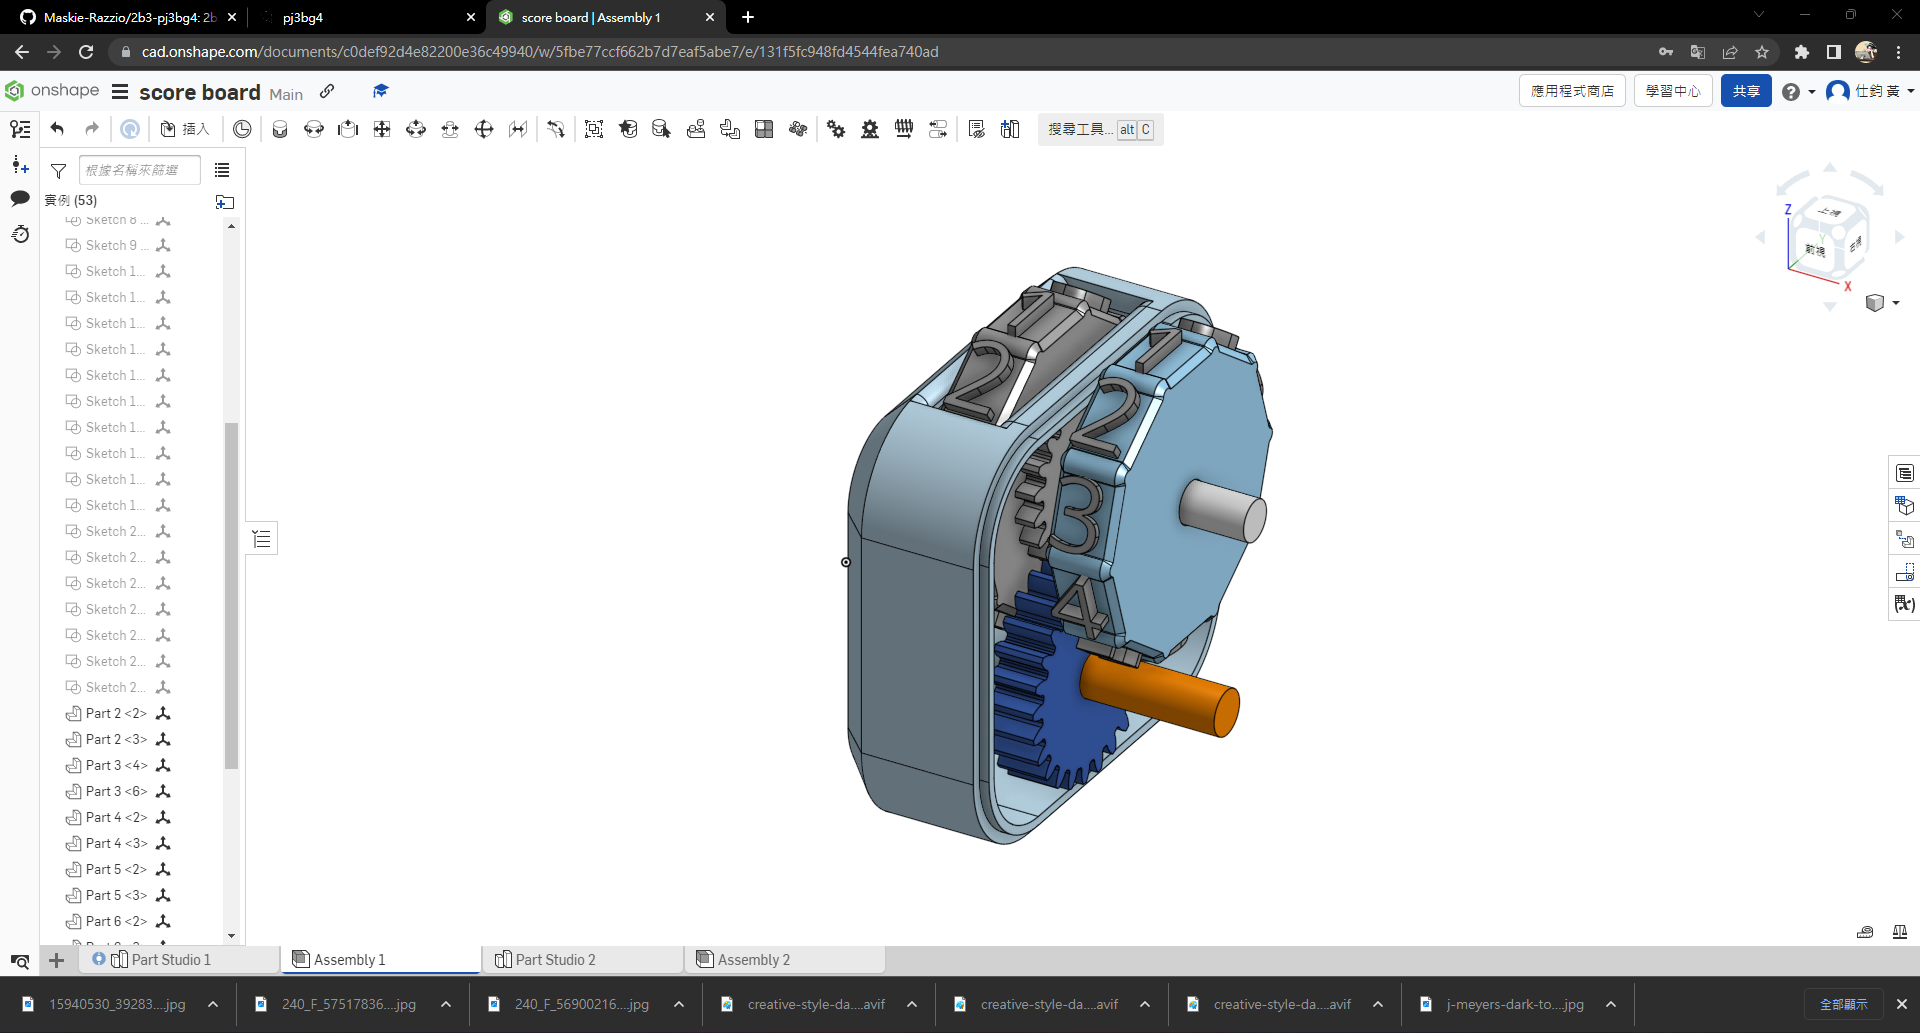 Maskie-Razzio/2b3-pj3bg4: 2b
pj3bg4
score board | Assembly 1
cad.onshape.com/documents/c0def92d4e82200e36c49940/w/5fbe77ccf662b7d7eaf5abe7/e/131f5fc948fd4544fea740ad
onshape
score board Main
應用程式商店
學習中心
共享
仕鈞 黃
插入
搜尋工具... alt C
根據名稱來篩選
實例 (53)
Sketch 8 ...
Sketch 9 ...
Sketch 1...
Sketch 1...
Sketch 1...
Sketch 1...
Sketch 1...
Sketch 1...
Sketch 1...
Sketch 1...
Sketch 1...
Sketch 1...
Sketch 2...
Sketch 2...
Sketch 2...
Sketch 2...
Sketch 2...
Sketch 2...
Sketch 2...
Part 2 <2>
Part 2 <3>
Part 3 <4>
Part 3 <6>
Part 4 <2>
Part 4 <3>
Part 5 <2>
Part 5 <3>
Part 6 <2>
1
2
1
2
3
4
Z
上視
Y
前視
右視
X
(x)
Part Studio 1
Assembly 1
Part Studio 2
Assembly 2
15940530_39283....jpg
240_F_57517836....jpg
240_F_56900216....jpg
creative-style-da....avif
creative-style-da....avif
creative-style-da....avif
j-meyers-dark-to....jpg
全部顯示